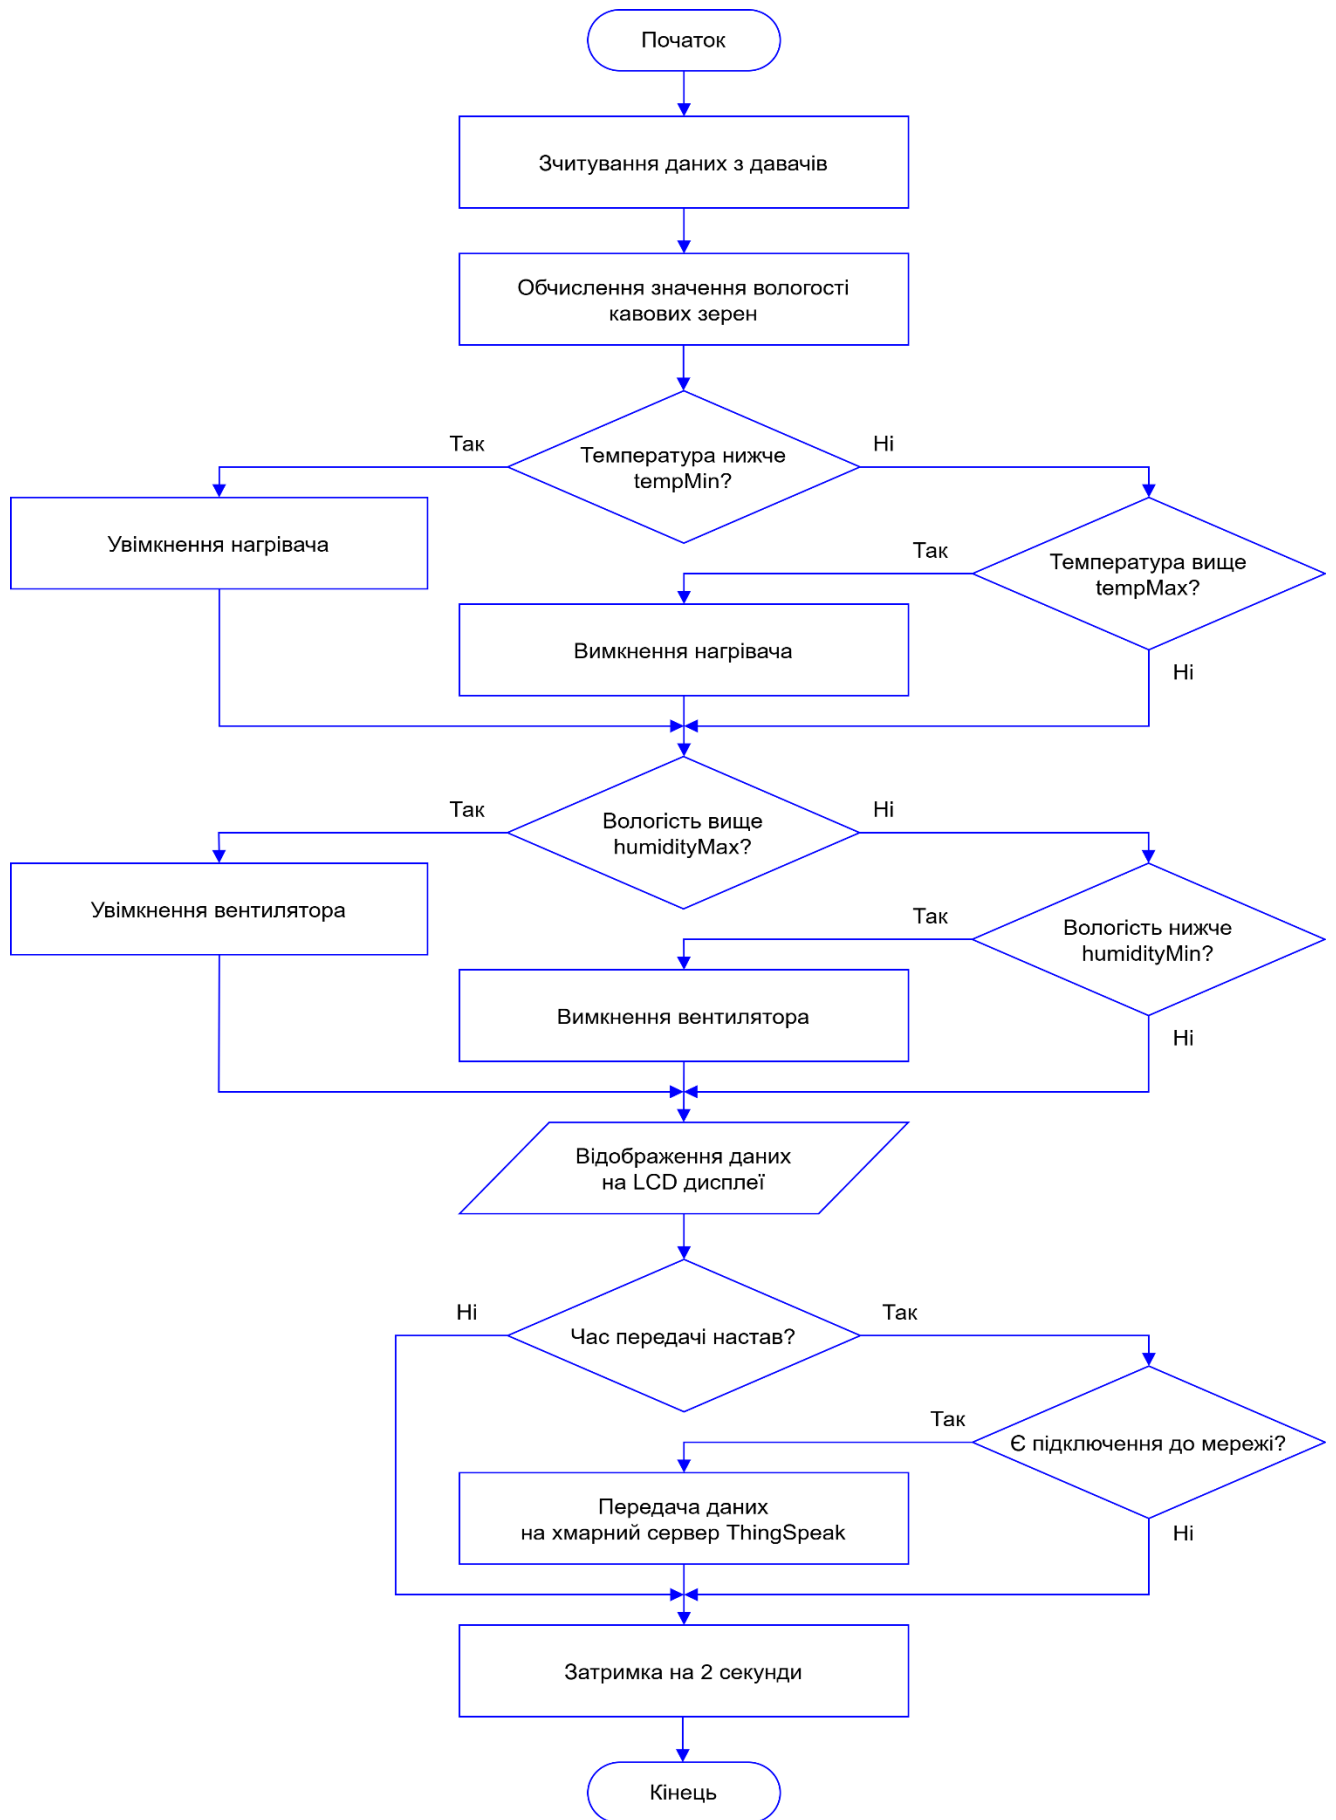 Початок
Зчитування даних з давачів
Обчислення значення вологості
кавових зерен
Так
Температура нижче
tempMin?
Ні
Увімкнення нагрівача
Так
Температура вище
tempMax?
Вимкнення нагрівача
Ні
Так
Вологість вище
humidityMax?
Ні
Увімкнення вентилятора
Так
Вологість нижче
humidityMin?
Вимкнення вентилятора
Ні
Відображення даних
на LCD дисплеї
Ні
Час передачі настав?
Так
Так
Є підключення до мережі?
Передача даних
на хмарний сервер ThingSpeak
Ні
Затримка на 2 секунди
Кінець